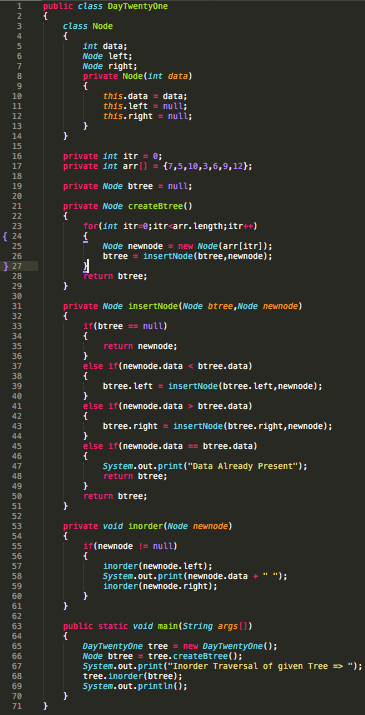 1 public class DayTwentyOne
2 {
3 class Node
4 {
5 int data;
6 Node left;
7 Node right;
8 private Node(int data)
9 {
10 this.data = data;
11 this.left = null;
12 this.right = null;
13 }
14 }
15
16 private int itr = 0;
17 private int arr[] = {7,5,10,3,6,9,12};
18
19 private Node btree = null;
20
21 private Node createBtree()
22 {
23 for(int itr=0;itr<arr.length;itr++)
{ 24 {
25 Node newnode = new Node(arr[itr]);
26 btree = insertNode(btree,newnode);
} 27 }
28 return btree;
29 }
30
31 private Node insertNode(Node btree,Node newnode)
32 {
33 if(btree == null)
34 {
35 return newnode;
36 }
37 else if(newnode.data < btree.data)
38 {
39 btree.left = insertNode(btree.left,newnode);
40 }
41 else if(newnode.data > btree.data)
42 {
43 btree.right = insertNode(btree.right,newnode);
44 }
45 else if(newnode.data == btree.data)
46 {
47 System.out.print("Data Already Present");
48 return btree;
49 }
50 return btree;
51 }
52
53 private void inorder(Node newnode)
54 {
55 if(newnode != null)
56 {
57 inorder(newnode.left);
58 System.out.print(newnode.data + " ");
59 inorder(newnode.right);
60 }
61 }
62
63 public static void main(String args[])
64 {
65 DayTwentyOne tree = new DayTwentyOne();
66 Node btree = tree.createBtree();
67 System.out.print("Inorder Traversal of given Tree => ");
68 tree.inorder(btree);
69 System.out.println();
70 }
71 }